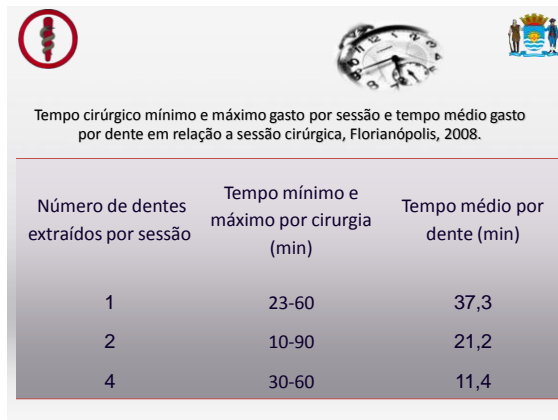 Tempo cirúrgico mínimo e máximo gasto por sessão e tempo médio gasto
por dente em relação a sessão cirúrgica, Florianópolis, 2008.
Número de dentes
extraídos por sessão
Tempo mínimo e
máximo por cirurgia
(min)
Tempo médio por
dente (min)
1 23-60 37,3
2 10-90 21,2
4 30-60 11,4